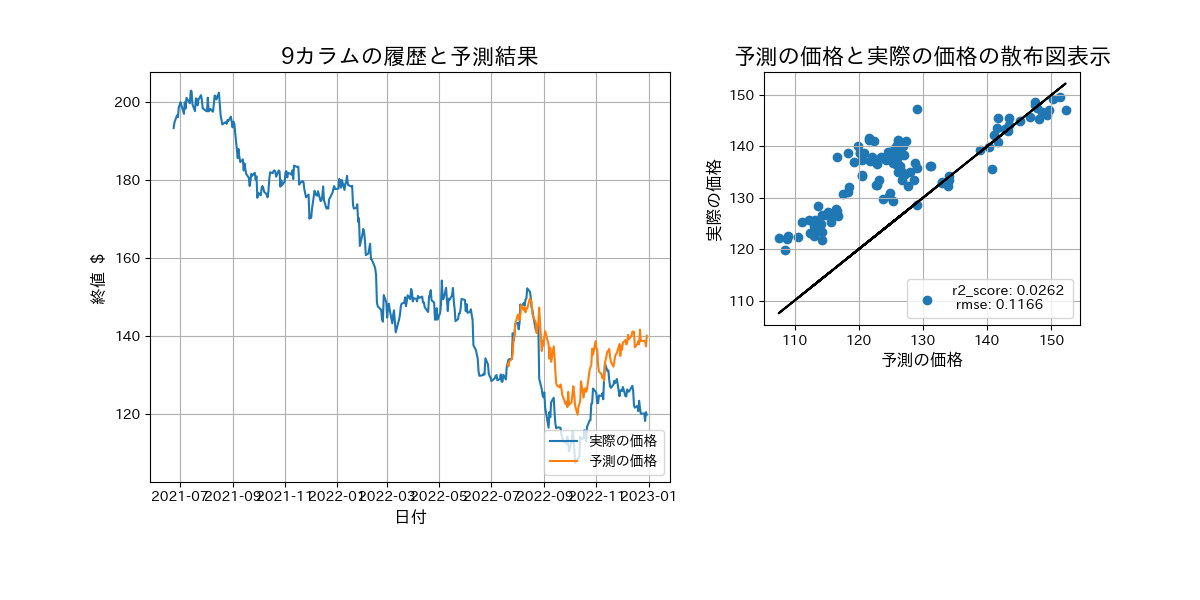 9カラムの履歴と予測結果
終値 $
200
180
160
140
120
2021-07
2021-09
2021-11
2022-01
2022-03
2022-05
2022-07
2022-09
2022-11
2023-01
日付
実際の価格
予測の価格
予測の価格と実際の価格の散布図表示
実際の価格
150
140
130
120
110
110
120
130
140
150
予測の価格
r2_score: 0.0262
rmse: 0.1166